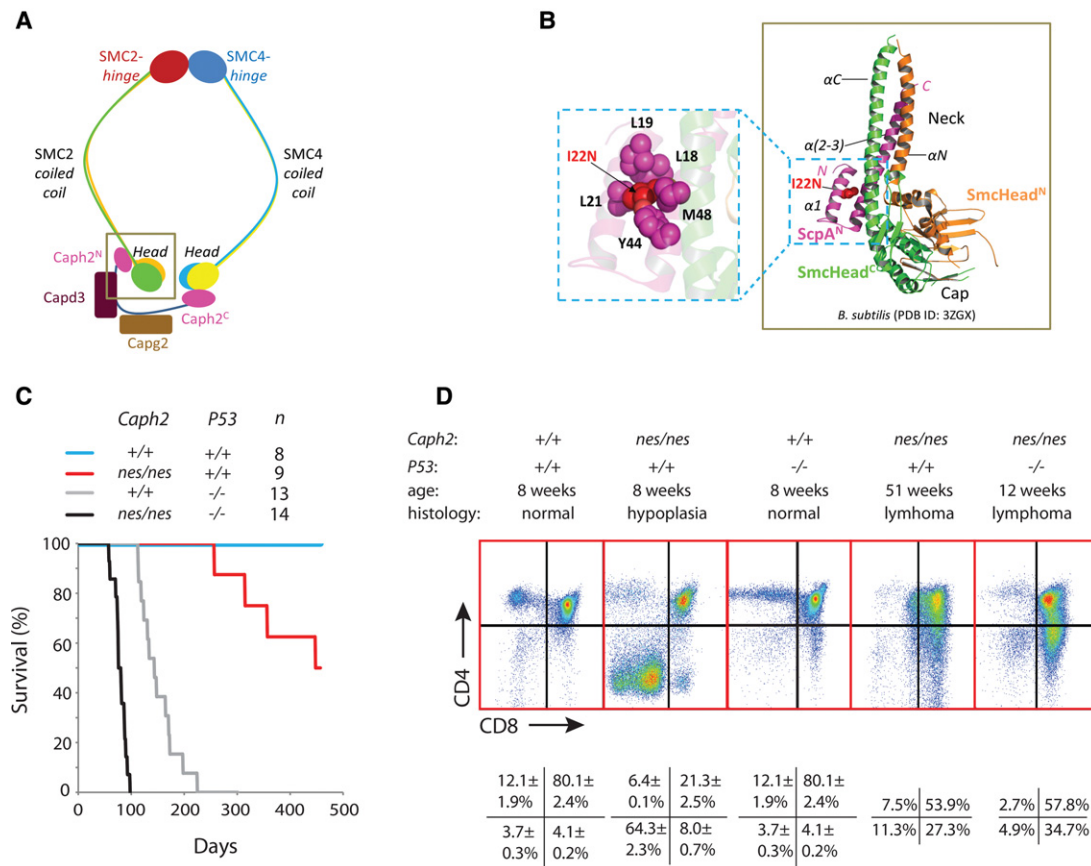 A
SMC2-
hinge
SMC4-
hinge
SMC2
coiled
coil
SMC4
coiled
coil
Head
Head
Caph2N
Capd3
Caph2C
Capg2
B
L19
I22N
L18
L21
M48
Y44
αC
C
Neck
α(2-3)
αN
N
I22N
α1
SmcHeadN
ScpAN
SmcHeadC
Cap
B. subtilis (PDB ID: 3ZGX)
C
Caph2 P53 n
+/+ +/+ 8
nes/nes +/+ 9
+/+ -/- 13
nes/nes -/- 14
100
80
60
40
20
0
Survival (%)
0 100 200 300 400 500
Days
D
Caph2: +/+ nes/nes +/+ nes/nes nes/nes
P53: +/+ +/+ -/- +/+ -/-
age: 8 weeks 8 weeks 8 weeks 51 weeks 12 weeks
histology: normal hypoplasia normal lymhoma lymphoma
CD4
CD8
12.1± 80.1± 6.4± 21.3± 12.1± 80.1±
1.9% 2.4% 0.1% 2.5% 1.9% 2.4% 7.5% 53.9% 2.7% 57.8%
3.7± 4.1± 64.3± 8.0± 3.7± 4.1± 11.3% 27.3% 4.9% 34.7%
0.3% 0.2% 2.3% 0.7% 0.3% 0.2%